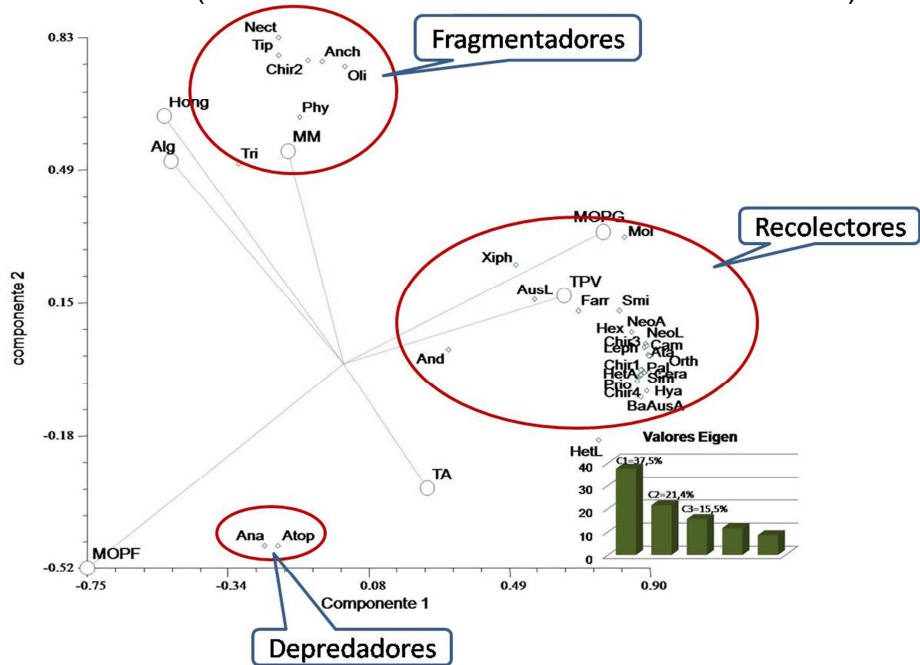 0.83
0.49
0.15
-0.18
-0.52
componente 2
-0.75
-0.34
0.08
0.49
0.90
Componente 1
Fragmentadores
Nect
Tip
Chir2
Anch
Oli
Phy
MM
Hong
Alg
Tri
Recolectores
MOPG
Mol
Xiph
TPV
AusL
Farr
Smi
NeoA
Hex
NeoL
Chir3
Cam
Leph
Ata
Orth
Chir1
Pal
HetA
Cera
Prio
Sim
Chir4
Hya
BaAusA
And
HetL
TA
MOPF
Ana
Atop
Depredadores
Valores Eigen
40
30
20
10
0
C1=37,5%
C2=21,4%
C3=15,5%